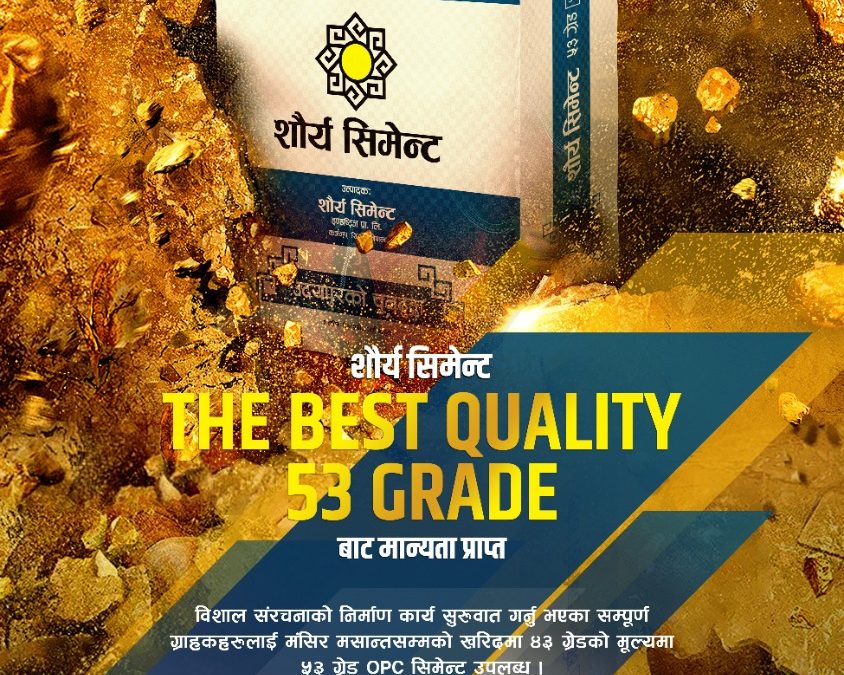 शौर्य सिमेन्ट
उत्पादक:
शौर्य सिमेन्ट
प्रा. लि.
शौर्य सिमेन्ट ५३ ग्रेड
शौर्य सिमेन्ट
THE BEST QUALITY
53 GRADE
बाट मान्यता प्राप्त
विशाल संरचनाको निर्माण कार्य सुरुवात गर्नु भएका सम्पूर्ण
ग्राहकहरुलाई मंसिर मसान्तसम्मको खरिदमा ४३ ग्रेडको मूल्यमा
५३ ग्रेड OPC सिमेन्ट उपलब्ध ।